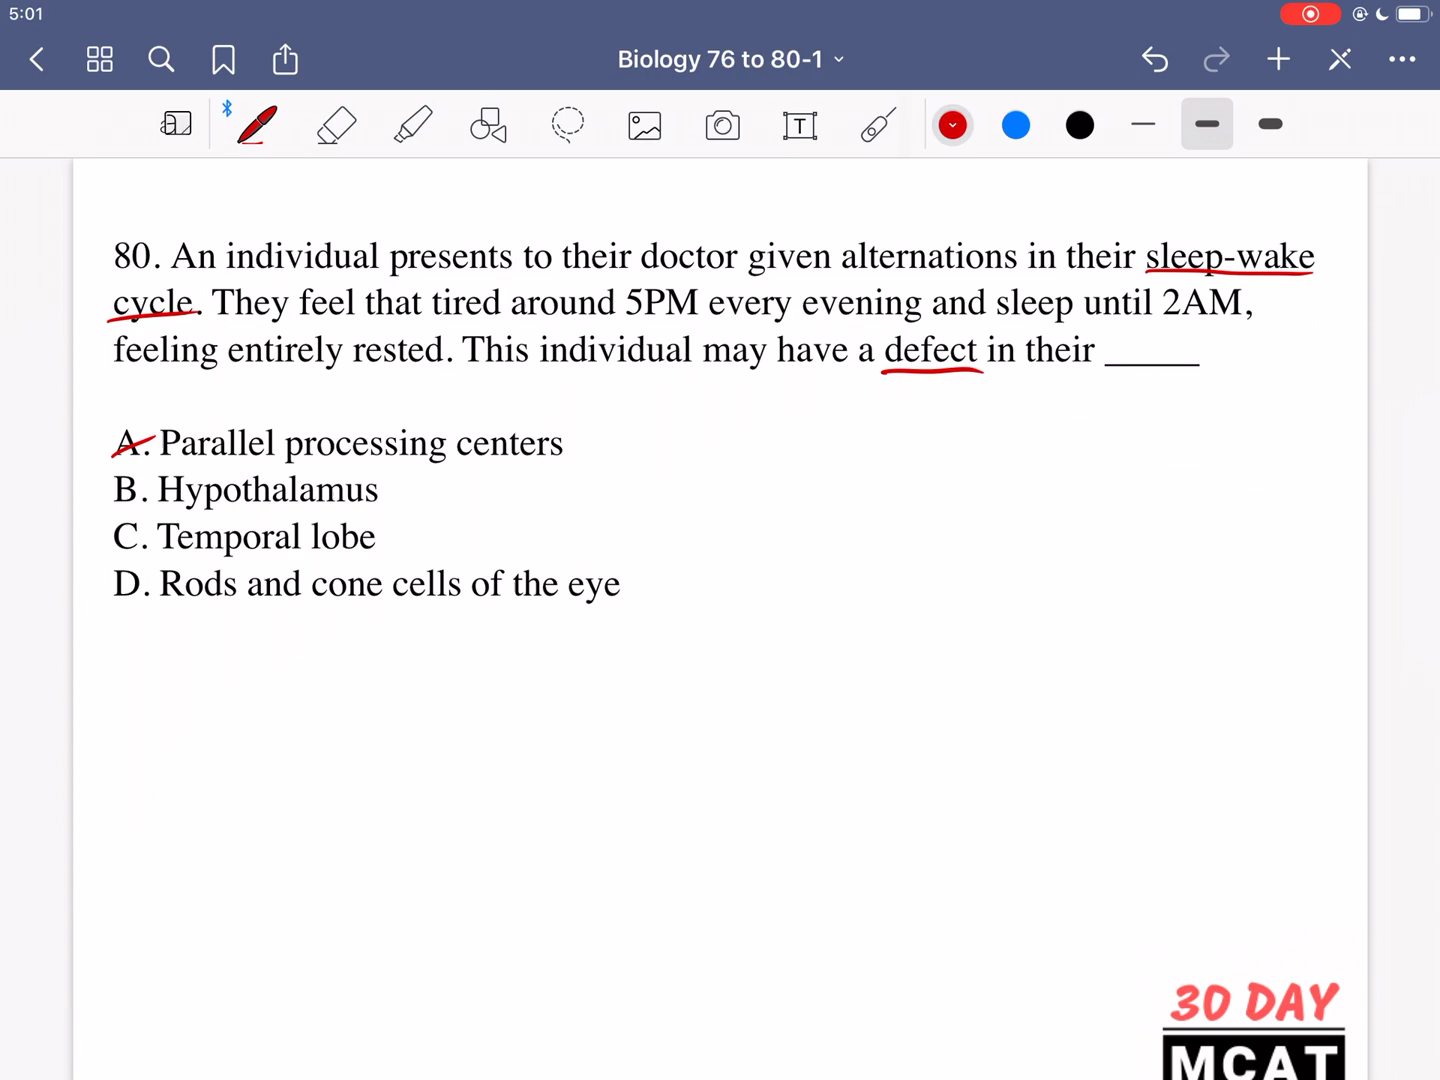 5:01
Biology 76 to 80-1
80. An individual presents to their doctor given alternations in their sleep-wake
cycle. They feel that tired around 5PM every evening and sleep until 2AM,
feeling entirely rested. This individual may have a defect in their ______
A. Parallel processing centers
B. Hypothalamus
C. Temporal lobe
D. Rods and cone cells of the eye
30 DAY
MCAT